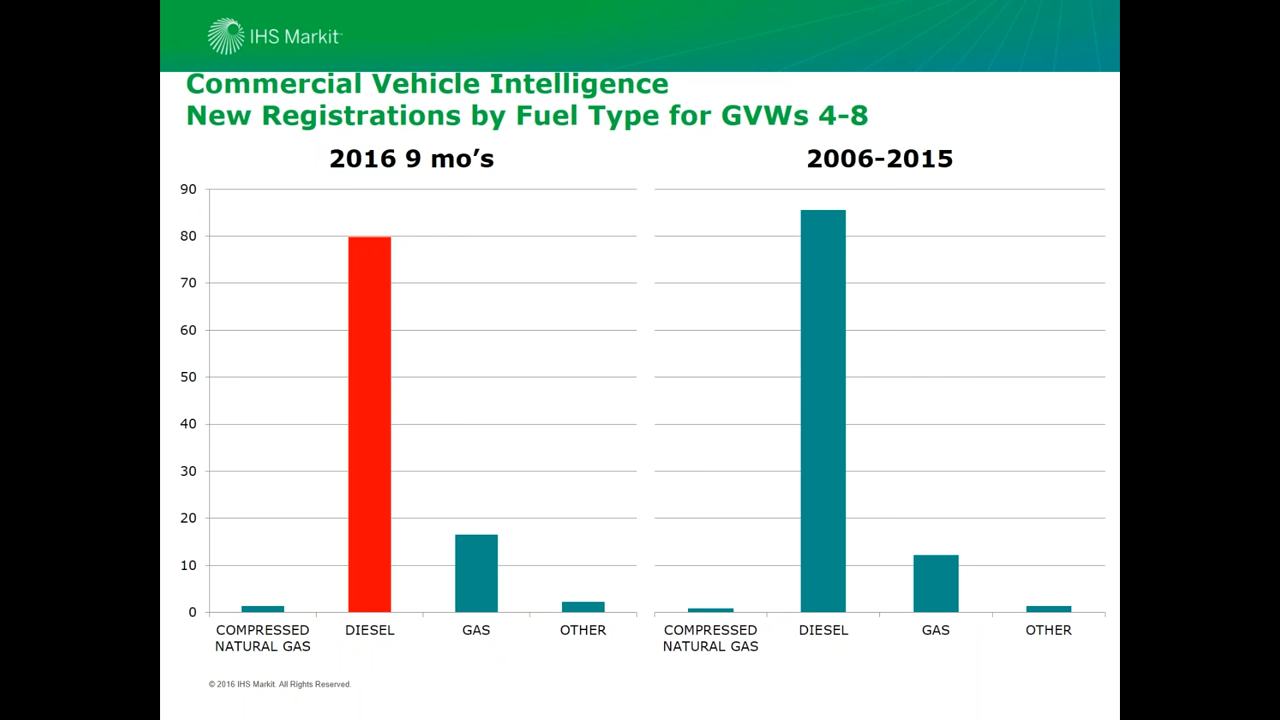 IHS Markit
Commercial Vehicle Intelligence
New Registrations by Fuel Type for GVWs 4-8
2016 9 mo’s
2006-2015
90
80
70
60
50
40
30
20
10
0
COMPRESSED
NATURAL GAS
DIESEL
GAS
OTHER
COMPRESSED
NATURAL GAS
DIESEL
GAS
OTHER
© 2016 IHS Markit. All Rights Reserved.